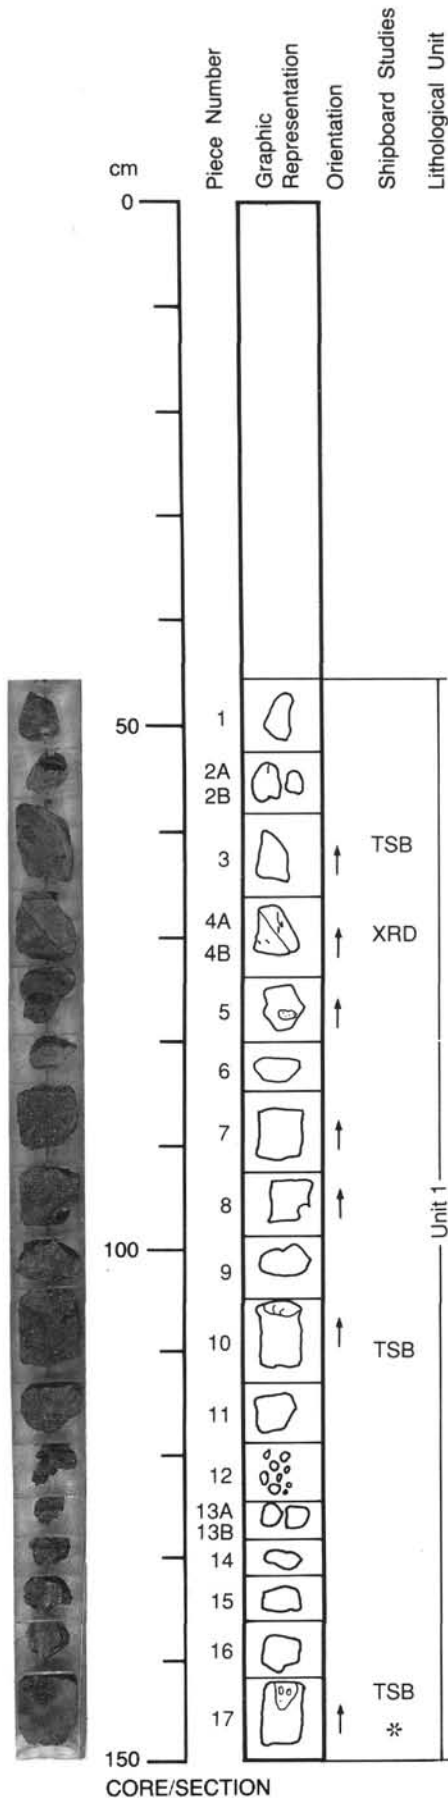 cm
Piece Number
Graphic
Representation
Orientation
Shipboard Studies
Lithological Unit
0
50
1
2A
2B
3
TSB
4A
4B
XRD
5
6
7
8
Unit 1
100
9
10
TSB
11
12
13A
13B
14
15
16
17
TSB
*
150
CORE/SECTION